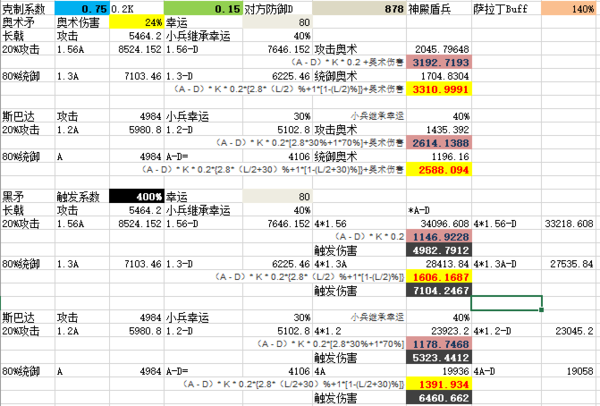 克制系数 0.75 0.2K 0.15 对方防御D 878 神殿盾兵 萨拉丁Buff 140%
奥术矛 奥术伤害 24% 幸运 80
长戟 攻击 5464.2 小兵继承幸运 40%
20%攻击 1.56A 8524.152 1.56-D 7646.152 攻击奥术 2045.79648
(A-D)*K*0.2+奥术伤害 3192.7193
80%统御 1.3A 7103.46 1.3-D 6225.46 统御奥术 1704.8304
(A-D)*K*0.2*[2.8*(L/2)%+1*[1-(L/2)%]]+奥术伤害 3310.9991
斯巴达 攻击 4984 小兵幸运 30% 小兵继承幸运 40%
20%攻击 1.2A 5980.8 1.2-D 5102.8 攻击奥术 1435.392
(A-D)*K*0.2*[2.8*30%+1*70%]+奥术伤害 2614.1388
80%统御 A 4984 A-D= 4106 统御奥术 1196.16
(A-D)*K*0.2*[2.8*(L/2+30)%+1*[1-(L/2+30)%]]+奥术伤害 2588.094
黑矛 触发系数 400% 幸运 80
长戟 攻击 5464.2 小兵继承幸运 40% *A-D
20%攻击 1.56A 8524.152 1.56-D 7646.152 4*1.56 34096.608 4*1.56-D 33218.608
(A-D)*K*0.2 1146.9228
触发伤害 4982.7912
80%统御 1.3A 7103.46 1.3-D 6225.46 4*1.3A 28413.84 4*1.3A-D 27535.84
(A-D)*K*0.2*[2.8*(L/2)%+1*[1-(L/2)%]] 1606.1687
触发伤害 7104.2467
斯巴达 攻击 4984 小兵幸运 30% 小兵继承幸运 40%
20%攻击 1.2A 5980.8 1.2-D 5102.8 4*1.2 23923.2 4*1.2-D 23045.2
(A-D)*K*0.2*[2.8*30%+1*70%] 1178.7468
触发伤害 5323.4412
80%统御 A 4984 A-D= 4106 4A 19936 4A-D 19058
(A-D)*K*0.2*[2.8*(L/2+30)%+1*[1-(L/2+30)%]] 1391.934
触发伤害 6460.662